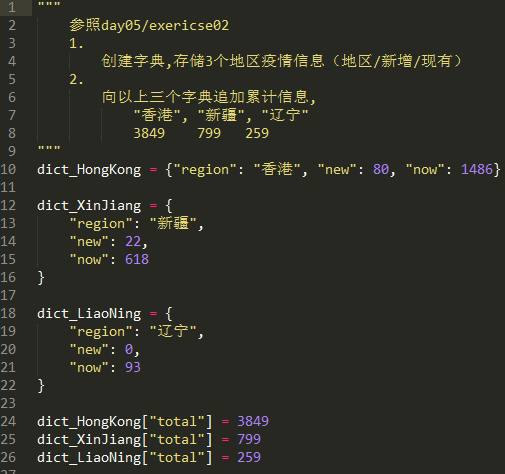 1 """
2     参照day05/exericse02
3     1.
4         创建字典,存储3个地区疫情信息（地区/新增/现有）
5     2.
6         向以上三个字典追加累计信息,
7             "香港", "新疆", "辽宁"
8             3849    799   259
9 """
10 dict_HongKong = {"region": "香港", "new": 80, "now": 1486}
11
12 dict_XinJiang = {
13     "region": "新疆",
14     "new": 22,
15     "now": 618
16 }
17
18 dict_LiaoNing = {
19     "region": "辽宁",
20     "new": 0,
21     "now": 93
22 }
23
24 dict_HongKong["total"] = 3849
25 dict_XinJiang["total"] = 799
26 dict_LiaoNing["total"] = 259